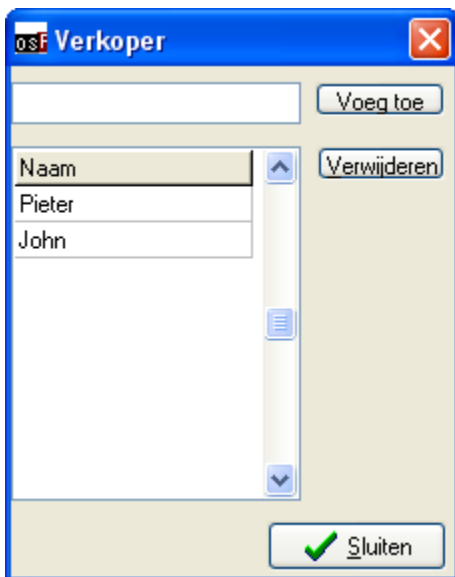 osF Verkoper
Voeg toe
Naam
Verwijderen
Pieter
John
Sluiten